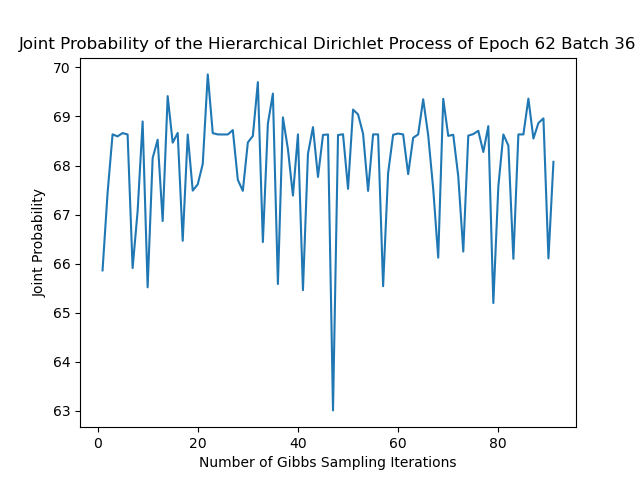 Joint Probability of the Hierarchical Dirichlet Process of Epoch 62 Batch 36
70
69
68
67
66
65
64
63
Joint Probability
0 20 40 60 80
Number of Gibbs Sampling Iterations